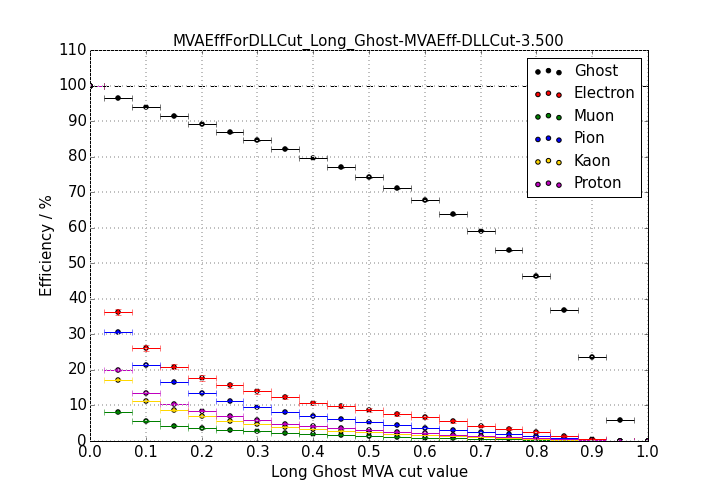 MVAEffForDLLCut_Long_Ghost-MVAEff-DLLCut-3.500
110
100
90
80
70
60
50
40
30
20
10
0
Efficiency / %
Ghost
Electron
Muon
Pion
Kaon
Proton
0.0 0.1 0.2 0.3 0.4 0.5 0.6 0.7 0.8 0.9 1.0
Long Ghost MVA cut value